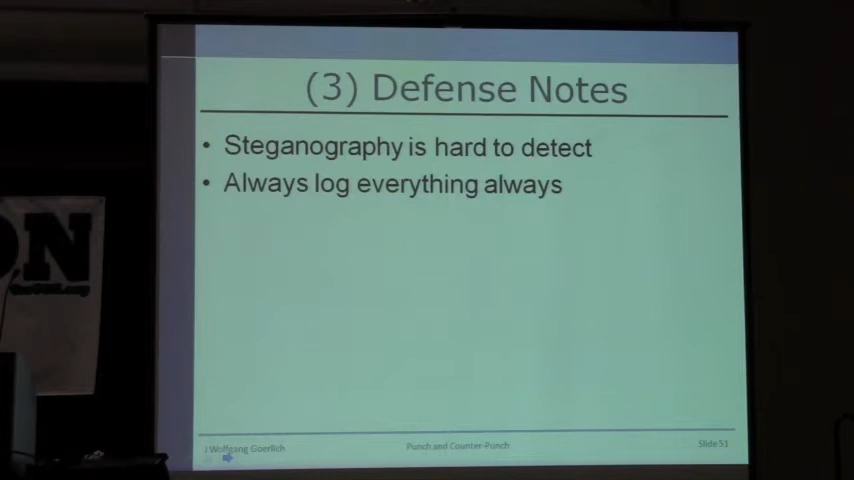 (3) Defense Notes
• Steganography is hard to detect
• Always log everything always
ON
J Wolfgang Goerlich
Punch and Counter-Punch
Slide 51